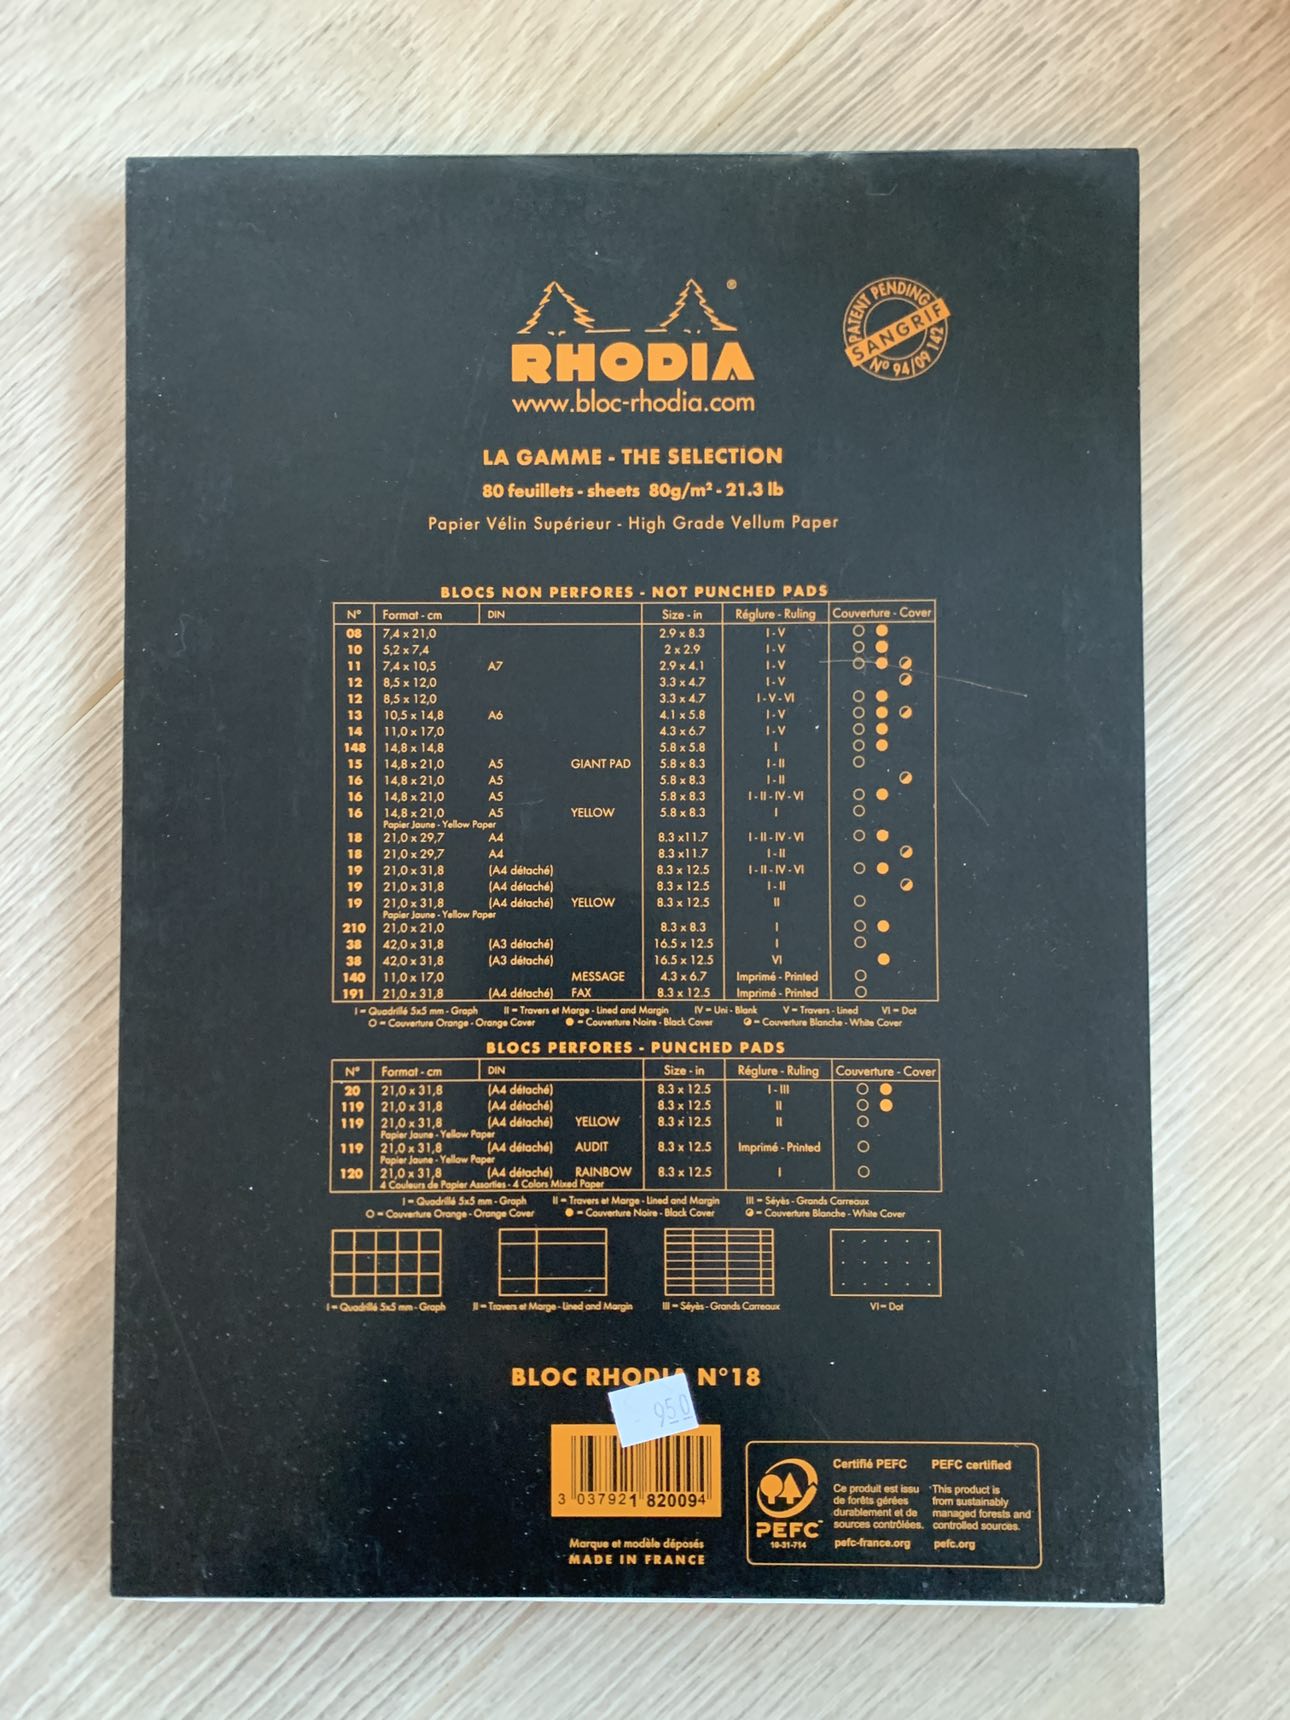 ®
RHODIA
www.bloc-rhodia.com
PATENT PENDING
SANGRIF
N° 94/09 142
LA GAMME - THE SELECTION
80 feuillets - sheets 80g/m² - 21.3 lb
Papier Vélin Supérieur - High Grade Vellum Paper
BLOCS NON PERFORES - NOT PUNCHED PADS
N° Format - cm DIN Size - in Réglure - Ruling Couverture - Cover
08 7,4 x 21,0 2.9 x 8.3 I - V
10 5,2 x 7,4 2 x 2.9 I - V
11 7,4 x 10,5 A7 2.9 x 4.1 I - V
12 8,5 x 12,0 3.3 x 4.7 I - V
12 8,5 x 12,0 3.3 x 4.7 I - V - VI
13 10,5 x 14,8 A6 4.1 x 5.8 I - V
14 11,0 x 17,0 4.3 x 6.7 I - V
148 14,8 x 14,8 5.8 x 5.8 I
15 14,8 x 21,0 A5 GIANT PAD 5.8 x 8.3 I - II
16 14,8 x 21,0 A5 5.8 x 8.3 I - II
16 14,8 x 21,0 A5 5.8 x 8.3 I - II - IV - VI
16 14,8 x 21,0 A5 YELLOW 5.8 x 8.3 I
Papier Jaune - Yellow Paper
18 21,0 x 29,7 A4 8.3 x11.7 I - II - IV - VI
18 21,0 x 29,7 A4 8.3 x11.7 I - II
19 21,0 x 31,8 (A4 détaché) 8.3 x 12.5 I - II - IV - VI
19 21,0 x 31,8 (A4 détaché) 8.3 x 12.5 I - II
19 21,0 x 31,8 (A4 détaché) YELLOW 8.3 x 12.5 II
Papier Jaune - Yellow Paper
210 21,0 x 21,0 8.3 x 8.3 I
38 42,0 x 31,8 (A3 détaché) 16.5 x 12.5 I
38 42,0 x 31,8 (A3 détaché) 16.5 x 12.5 VI
140 11,0 x 17,0 MESSAGE 4.3 x 6.7 Imprimé - Printed
191 21,0 x 31,8 (A4 détaché) FAX 8.3 x 12.5 Imprimé - Printed
I = Quadrillé 5x5 mm - Graph II = Travers et Marge - Lined and Margin IV = Uni - Blank V = Travers - Lined VI = Dot
= Couverture Orange - Orange Cover = Couverture Noire - Black Cover = Couverture Blanche - White Cover
BLOCS PERFORES - PUNCHED PADS
N° Format - cm DIN Size - in Réglure - Ruling Couverture - Cover
20 21,0 x 31,8 (A4 détaché) 8.3 x 12.5 I - III
119 21,0 x 31,8 (A4 détaché) 8.3 x 12.5 II
119 21,0 x 31,8 (A4 détaché) YELLOW 8.3 x 12.5 II
Papier Jaune - Yellow Paper
119 21,0 x 31,8 (A4 détaché) AUDIT 8.3 x 12.5 Imprimé - Printed
Papier Jaune - Yellow Paper
120 21,0 x 31,8 (A4 détaché) RAINBOW 8.3 x 12.5 I
4 Couleurs de Papier Assorties - 4 Colors Mixed Paper
I = Quadrillé 5x5 mm - Graph II = Travers et Marge - Lined and Margin III = Séyès - Grands Carreaux
= Couverture Orange - Orange Cover = Couverture Noire - Black Cover = Couverture Blanche - White Cover
I = Quadrillé 5x5 mm - Graph
II = Travers et Marge - Lined and Margin
III = Séyès - Grands Carreaux
VI = Dot
BLOC RHODIA N°18
950
3 037921 820094
Marque et modèle déposés
MADE IN FRANCE
PEFC™
10-31-714
Certifié PEFC
Ce produit est issu
de forêts gérées
durablement et de
sources contrôlées.
pefc-france.org
PEFC certified
This product is
from sustainably
managed forests and
controlled sources.
pefc.org